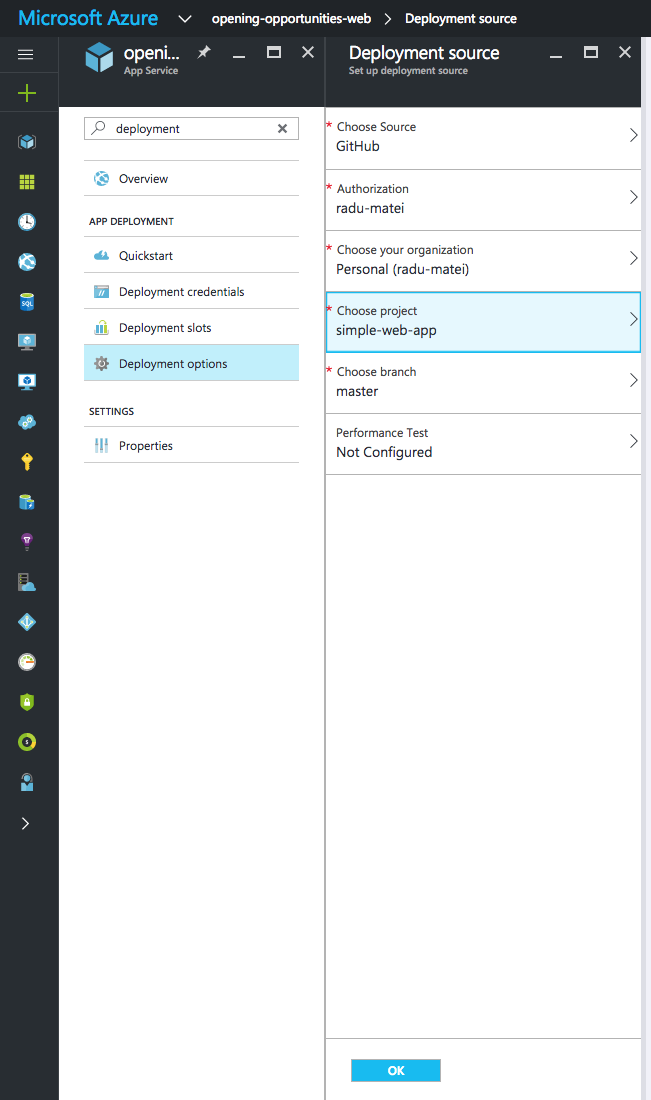 Microsoft Azure
opening-opportunities-web
Deployment source
openi...
App Service
Deployment source
Set up deployment source
deployment
Overview
APP DEPLOYMENT
Quickstart
Deployment credentials
Deployment slots
Deployment options
SETTINGS
Properties
* Choose Source
GitHub
* Authorization
radu-matei
* Choose your organization
Personal (radu-matei)
* Choose project
simple-web-app
* Choose branch
master
Performance Test
Not Configured
OK
SQL